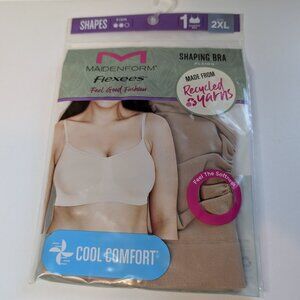 SHAPES
FIRM
1
2XL
MAIDENFORM®
Flexees®
Feel Good Fashion
SHAPING BRA
MADE FROM
Recycled
yarns
Feel The Softness
COOL COMFORT®